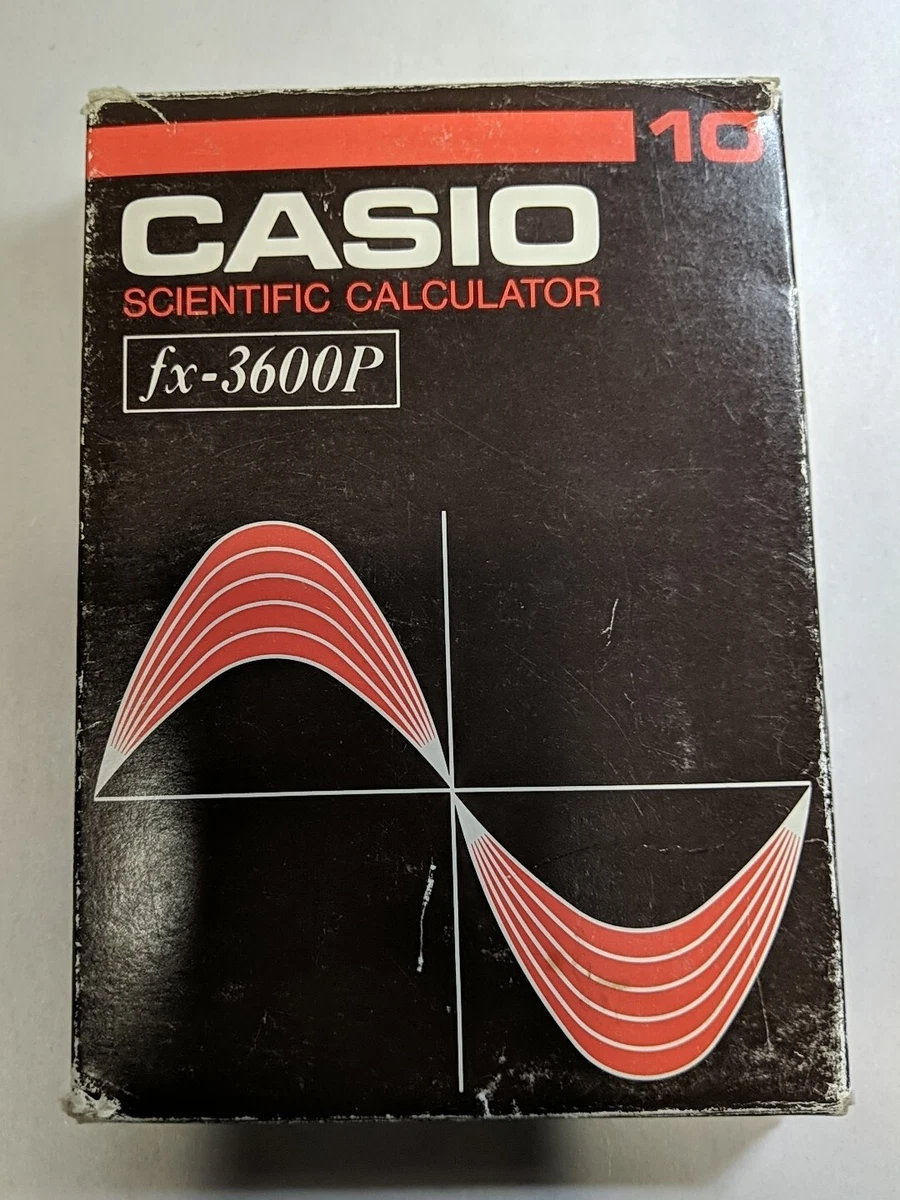 10
CASIO
SCIENTIFIC CALCULATOR
fx-3600P